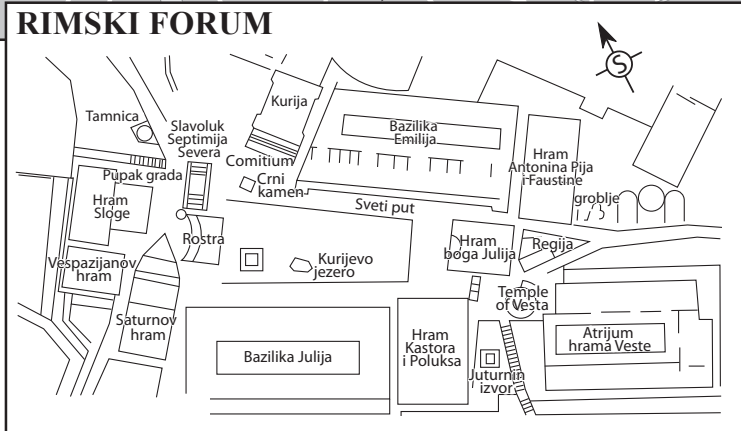 RIMSKI FORUM
S
Kurija
Tamnica
Slavoluk
Septimija
Severa
Bazilika
Emilija
Comitium
Hram
Antonina Pija
i Faustine
Pupak grada
Crni
kamen
Hram
Sloge
groblje
Sveti put
Rostra
Hram
boga Julija
Regija
Vespazijanov
hram
Kurijevo
jezero
Temple
of Vesta
Saturnov
hram
Hram
Kastora
i Poluksa
Atrijum
hrama Veste
Bazilika Julija
Juturnin
izvor